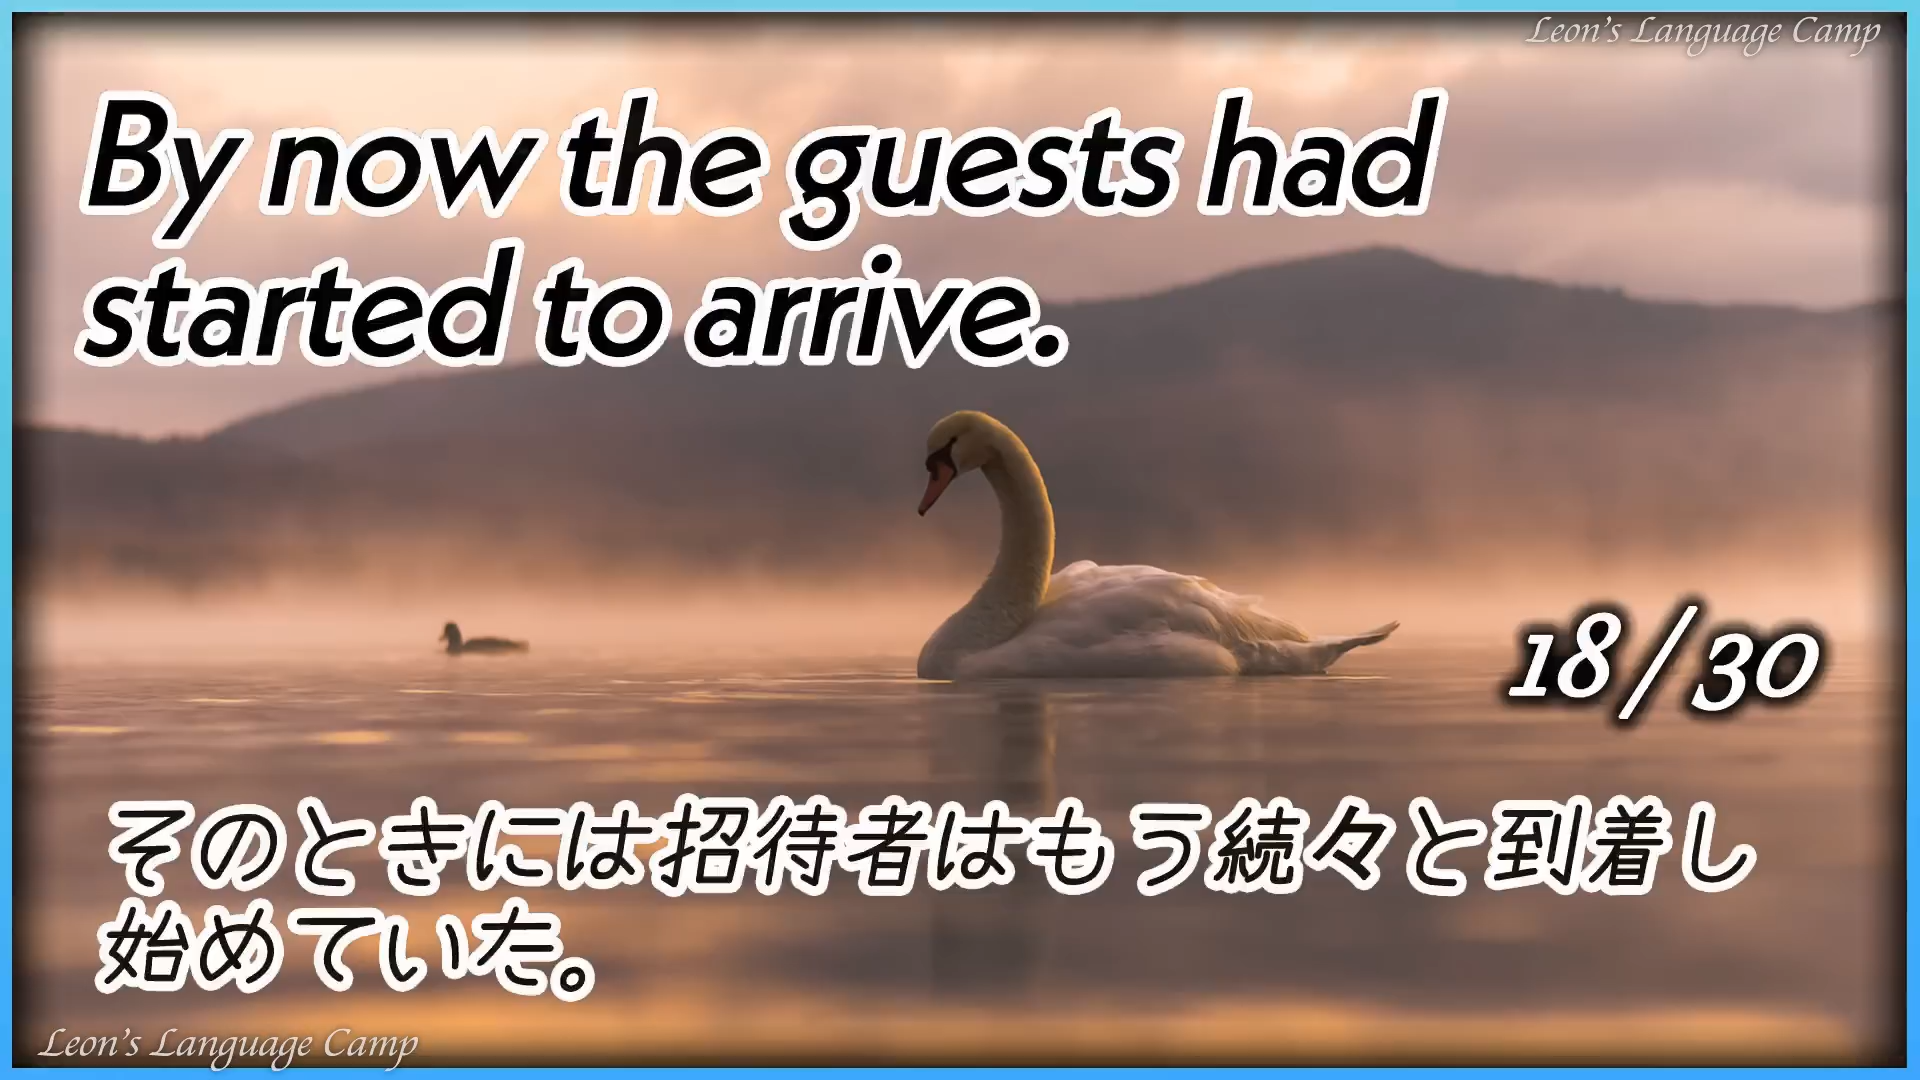 Leon's Language Camp
By now the guests had
started to arrive.
18/30
そのときには招待者はもう続々と到着し
始めていた。
Leon's Language Camp